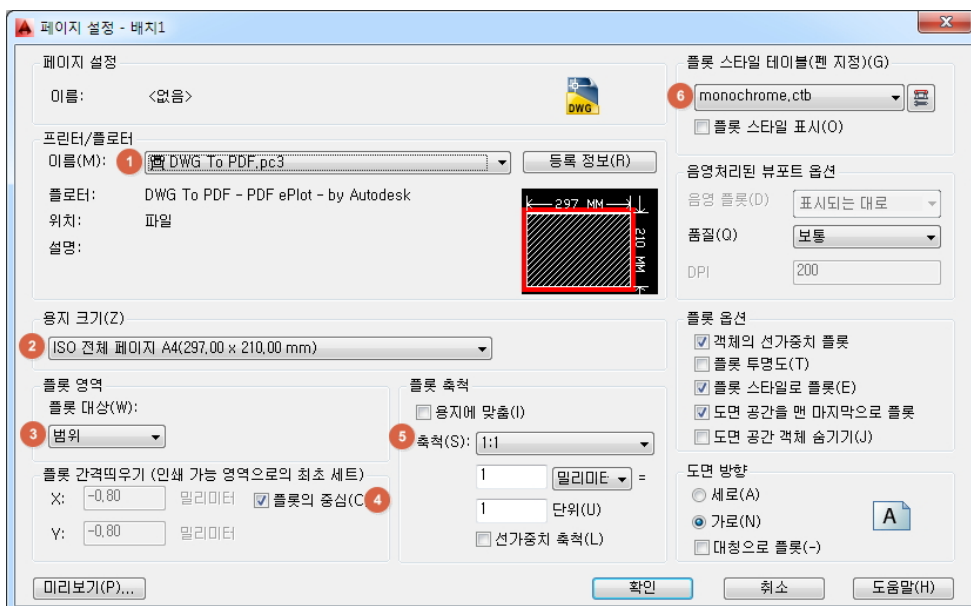 페이지 설정 - 배치1
페이지 설정
이름: <없음>
DWG
프린터/플로터
이름(M): 1 DWG To PDF.pc3 등록 정보(R)
플로터: DWG To PDF - PDF ePlot - by Autodesk
위치: 파일
설명:
297 MM
210 MM
용지 크기(Z)
2 ISO 전체 페이지 A4(297.00 x 210.00 mm)
플롯 영역
플롯 대상(W):
3 범위
플롯 간격띄우기 (인쇄 가능 영역으로의 최초 세트)
X: -0.80 밀리미터 플롯의 중심(C 4
Y: -0.80 밀리미터
플롯 축척
용지에 맞춤(I)
5 축척(S): 1:1
1 밀리미E =
1 단위(U)
선가중치 축척(L)
플롯 스타일 테이블(펜 지정)(G)
6 monochrome.ctb
플롯 스타일 표시(O)
음영처리된 뷰포트 옵션
음영 플롯(D) 표시되는 대로
품질(Q) 보통
DPI 200
플롯 옵션
객체의 선가중치 플롯
플롯 투명도(T)
플롯 스타일로 플롯(E)
도면 공간을 맨 마지막으로 플롯
도면 공간 객체 숨기기(J)
도면 방향
세로(A)
가로(N)
대칭으로 플롯(-)
A
미리보기(P)... 확인 취소 도움말(H)